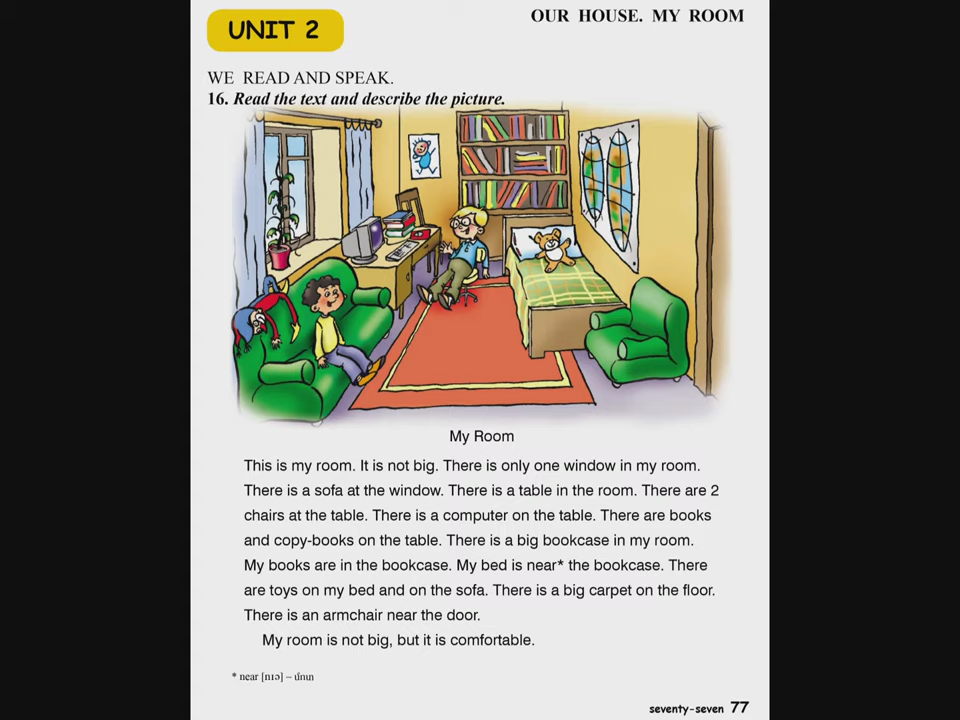 UNIT 2
OUR HOUSE. MY ROOM
WE READ AND SPEAK.
16. Read the text and describe the picture.
My Room
This is my room. It is not big. There is only one window in my room.
There is a sofa at the window. There is a table in the room. There are 2
chairs at the table. There is a computer on the table. There are books
and copy-books on the table. There is a big bookcase in my room.
My books are in the bookcase. My bed is near* the bookcase. There
are toys on my bed and on the sofa. There is a big carpet on the floor.
There is an armchair near the door.
My room is not big, but it is comfortable.
* near [nıə] – մոտ
seventy-seven 77